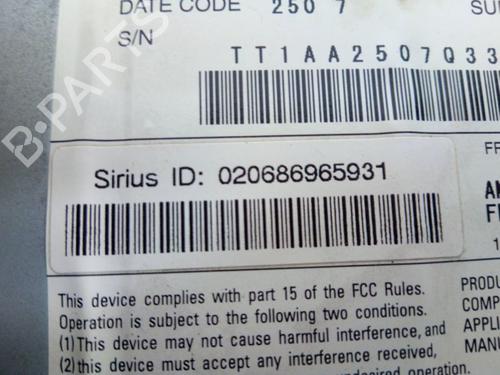 DATE CODE 250 7
S/N
TT1AA2507Q33
B-PARTS
Sirius ID: 020686965931
This device complies with part 15 of the FCC Rules.
Operation is subject to the following two conditions.
(1) This device may not cause harmful interference, and
(2) this device must accept any interference received,
operation.